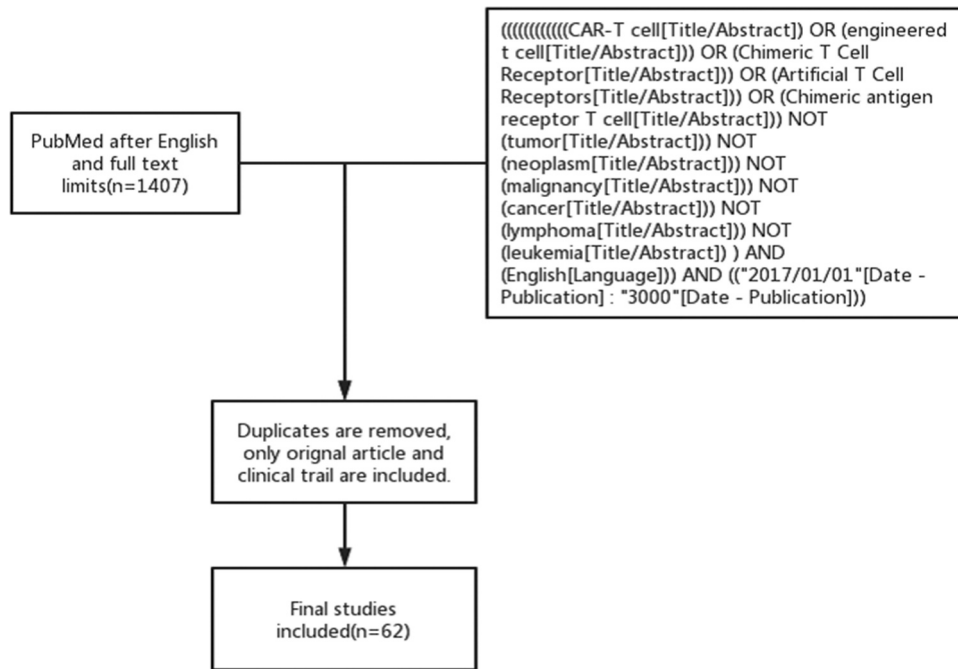 PubMed after English
and full text
limits(n=1407)
((((((((((((CAR-T cell[Title/Abstract]) OR (engineered
t cell[Title/Abstract])) OR (Chimeric T Cell
Receptor[Title/Abstract])) OR (Artificial T Cell
Receptors[Title/Abstract])) OR (Chimeric antigen
receptor T cell[Title/Abstract])) NOT
(tumor[Title/Abstract])) NOT
(neoplasm[Title/Abstract])) NOT
(malignancy[Title/Abstract])) NOT
(cancer[Title/Abstract])) NOT
(lymphoma[Title/Abstract])) NOT
(leukemia[Title/Abstract]) ) AND
(English[Language])) AND (("2017/01/01"[Date -
Publication] : "3000"[Date - Publication]))
Duplicates are removed,
only orignal article and
clinical trail are included.
Final studies
included(n=62)